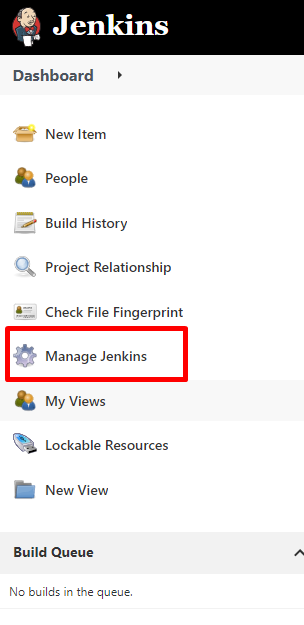 Jenkins
Dashboard
New Item
People
Build History
Project Relationship
Check File Fingerprint
Manage Jenkins
My Views
Lockable Resources
New View
Build Queue
No builds in the queue.